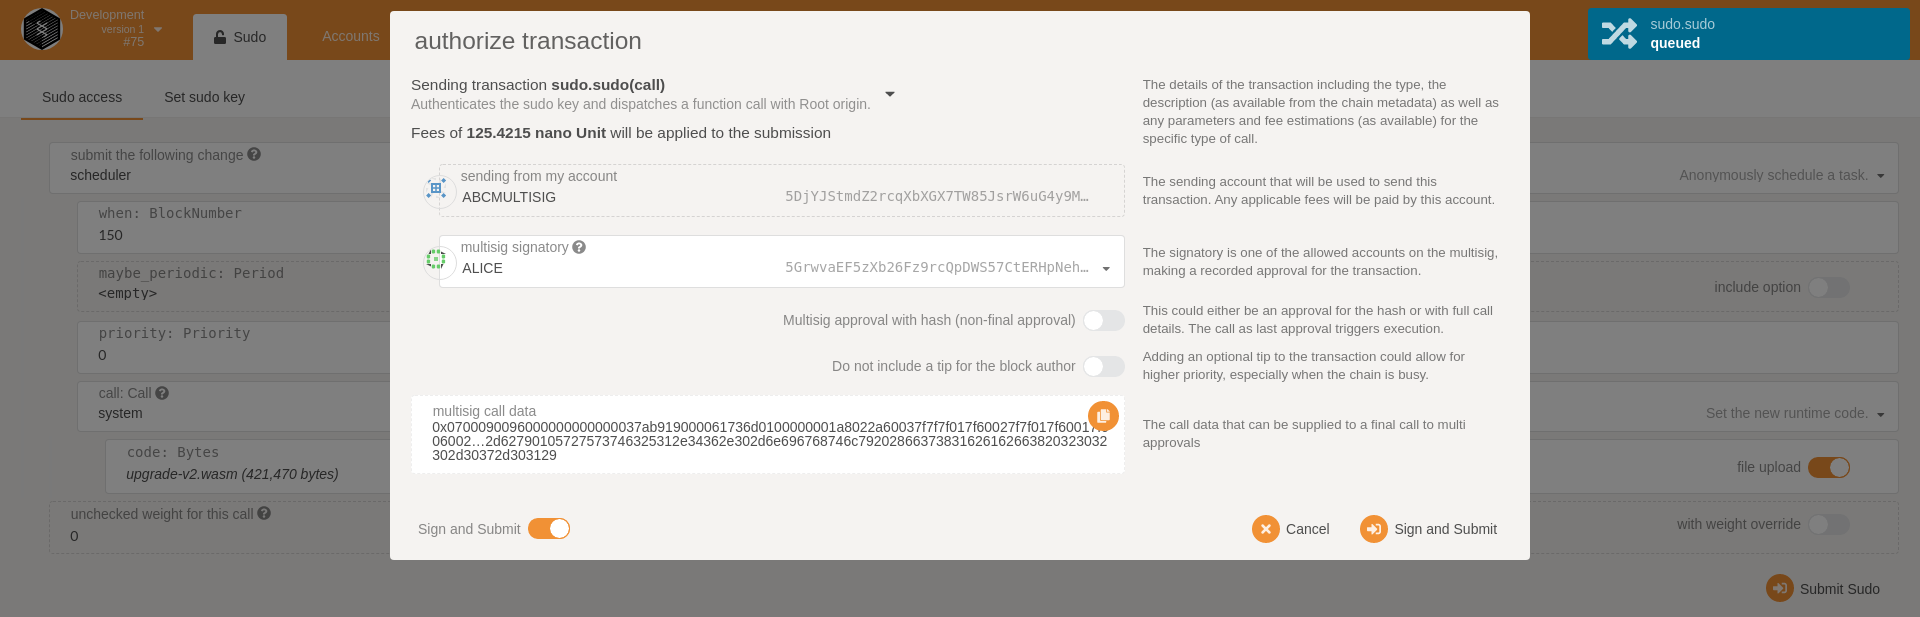 Development
version 1
#75
Sudo
Accounts
sudo.sudo
queued
Sudo access
Set sudo key
submit the following change
scheduler
Anonymously schedule a task.
when: BlockNumber
150
maybe_periodic: Period
<empty>
include option
priority: Priority
0
call: Call
system
Set the new runtime code.
code: Bytes
upgrade-v2.wasm (421,470 bytes)
file upload
unchecked weight for this call
0
with weight override
Submit Sudo
authorize transaction
Sending transaction sudo.sudo(call)
Authenticates the sudo key and dispatches a function call with Root origin.
Fees of 125.4215 nano Unit will be applied to the submission
The details of the transaction including the type, the
description (as available from the chain metadata) as well as
any parameters and fee estimations (as available) for the
specific type of call.
sending from my account
ABCMULTISIG
5DjYJStmdZ2rcqXbXGX7TW85JsrW6uG4y9M…
The sending account that will be used to send this
transaction. Any applicable fees will be paid by this account.
multisig signatory
ALICE
5GrwvaEF5zXb26Fz9rcQpDWS57CtERHpNeh…
The signatory is one of the allowed accounts on the multisig,
making a recorded approval for the transaction.
Multisig approval with hash (non-final approval)
This could either be an approval for the hash or with full call
details. The call as last approval triggers execution.
Do not include a tip for the block author
Adding an optional tip to the transaction could allow for
higher priority, especially when the chain is busy.
multisig call data
06002…2d62790105727573746325312e34362e302d6e696768746c792028663738316261626638203230​32
302d30372d303129
The call data that can be supplied to a final call to multi
approvals
Sign and Submit
Cancel
Sign and Submit